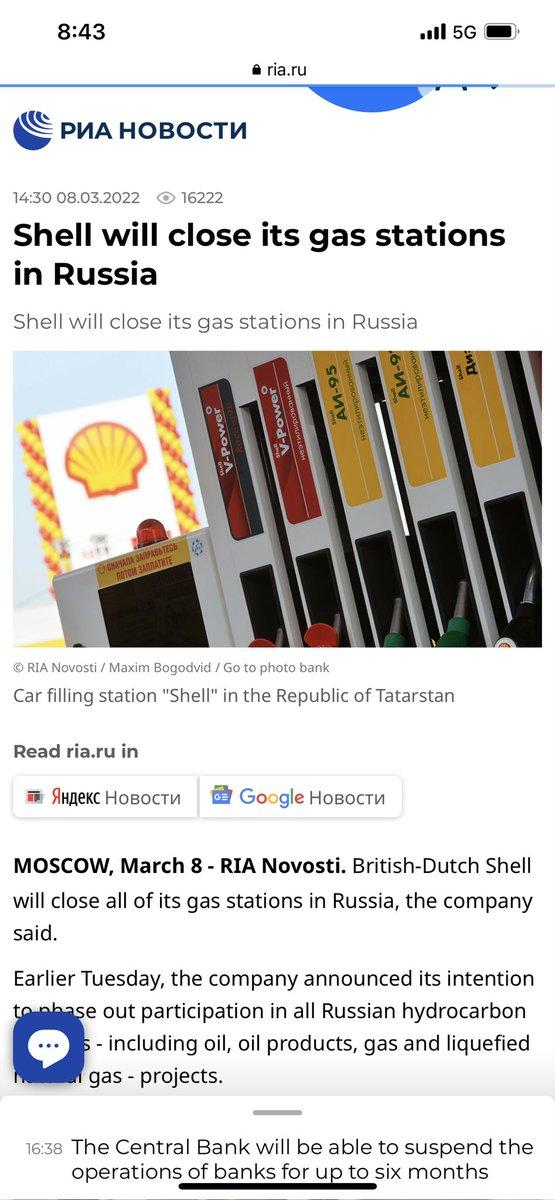 8:43
5G
ria.ru
РИА НОВОСТИ
14:30 08.03.2022 16222
Shell will close its gas stations
in Russia
Shell will close its gas stations in Russia
Shell V-Power
Shell V-Power
неэтилированный
Shell АИ-95
неэтилированный
Shell
неэтилированный
Shell
СНАЧАЛА ЗАПРАВЬТЕСЬ
ПОТОМ ЗАПЛАТИТЕ
© RIA Novosti / Maxim Bogodvid / Go to photo bank
Car filling station "Shell" in the Republic of Tatarstan
Read ria.ru in
Яндекс Новости
GE Google Новости
MOSCOW, March 8 - RIA Novosti. British-Dutch Shell
will close all of its gas stations in Russia, the company
said.
Earlier Tuesday, the company announced its intention
to phase out participation in all Russian hydrocarbon
- including oil, oil products, gas and liquefied
gas - projects.
16:38 The Central Bank will be able to suspend the
operations of banks for up to six months